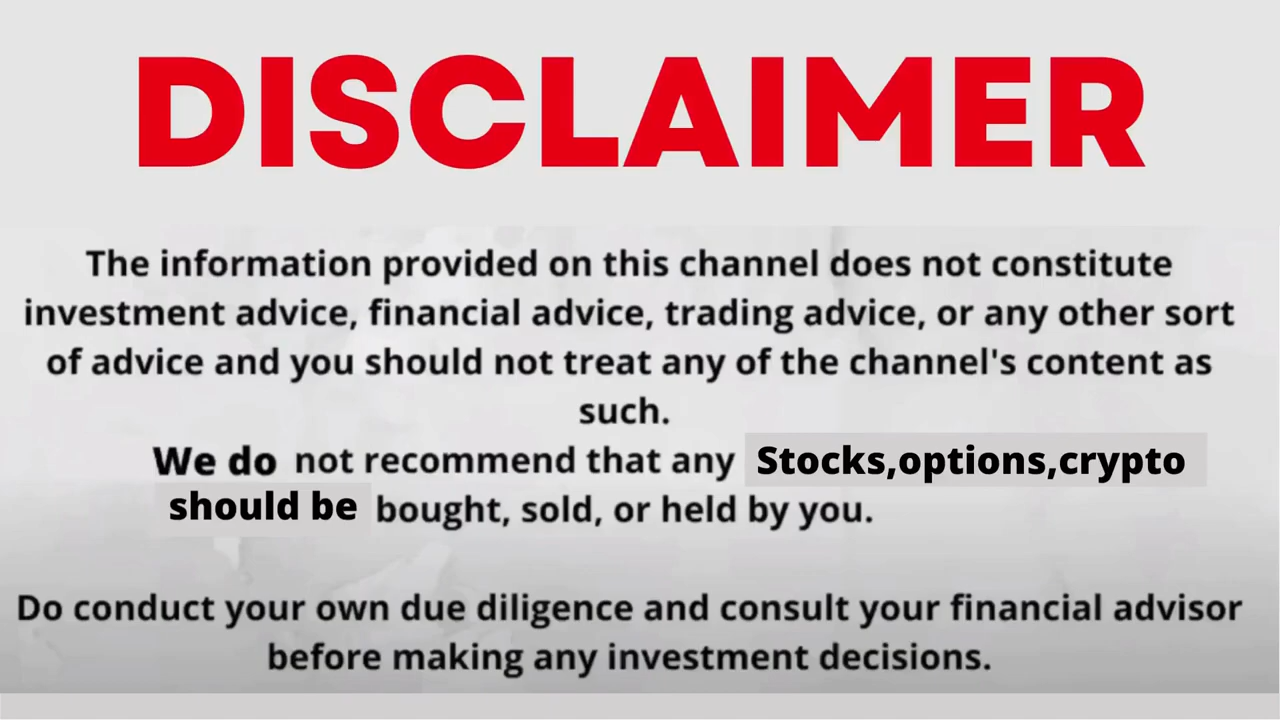 DISCLAIMER
The information provided on this channel does not constitute
investment advice, financial advice, trading advice, or any other sort
of advice and you should not treat any of the channel's content as
such.
We do not recommend that any Stocks,options,crypto
should be bought, sold, or held by you.
Do conduct your own due diligence and consult your financial advisor
before making any investment decisions.